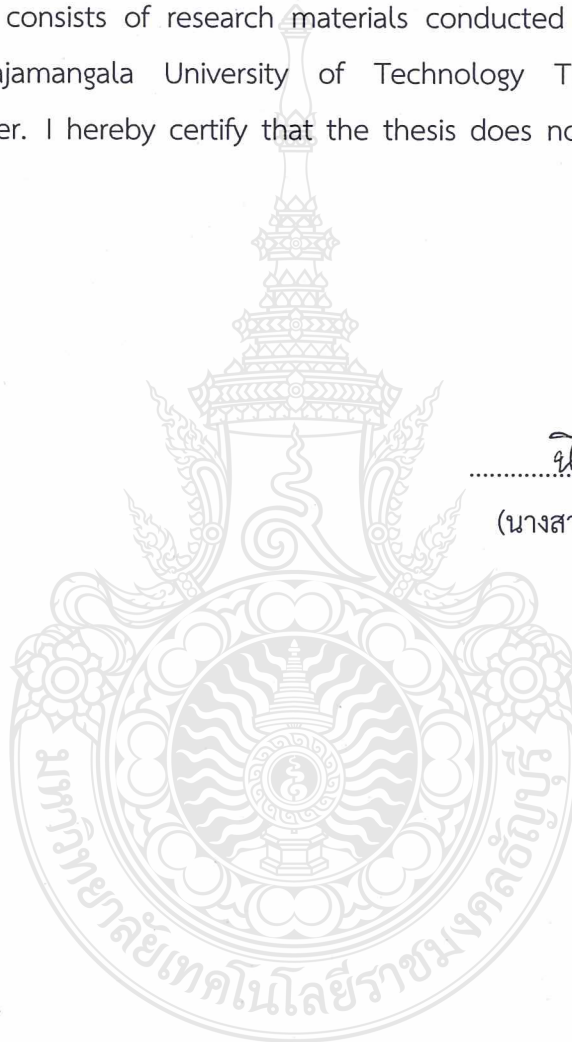 consists of research materials conducted
jamangala University of Technology T
er. I hereby certify that the thesis does no
(นางสา
มหาวิทยาลัยเทคโนโลยีราชมงคลธัญบุรี